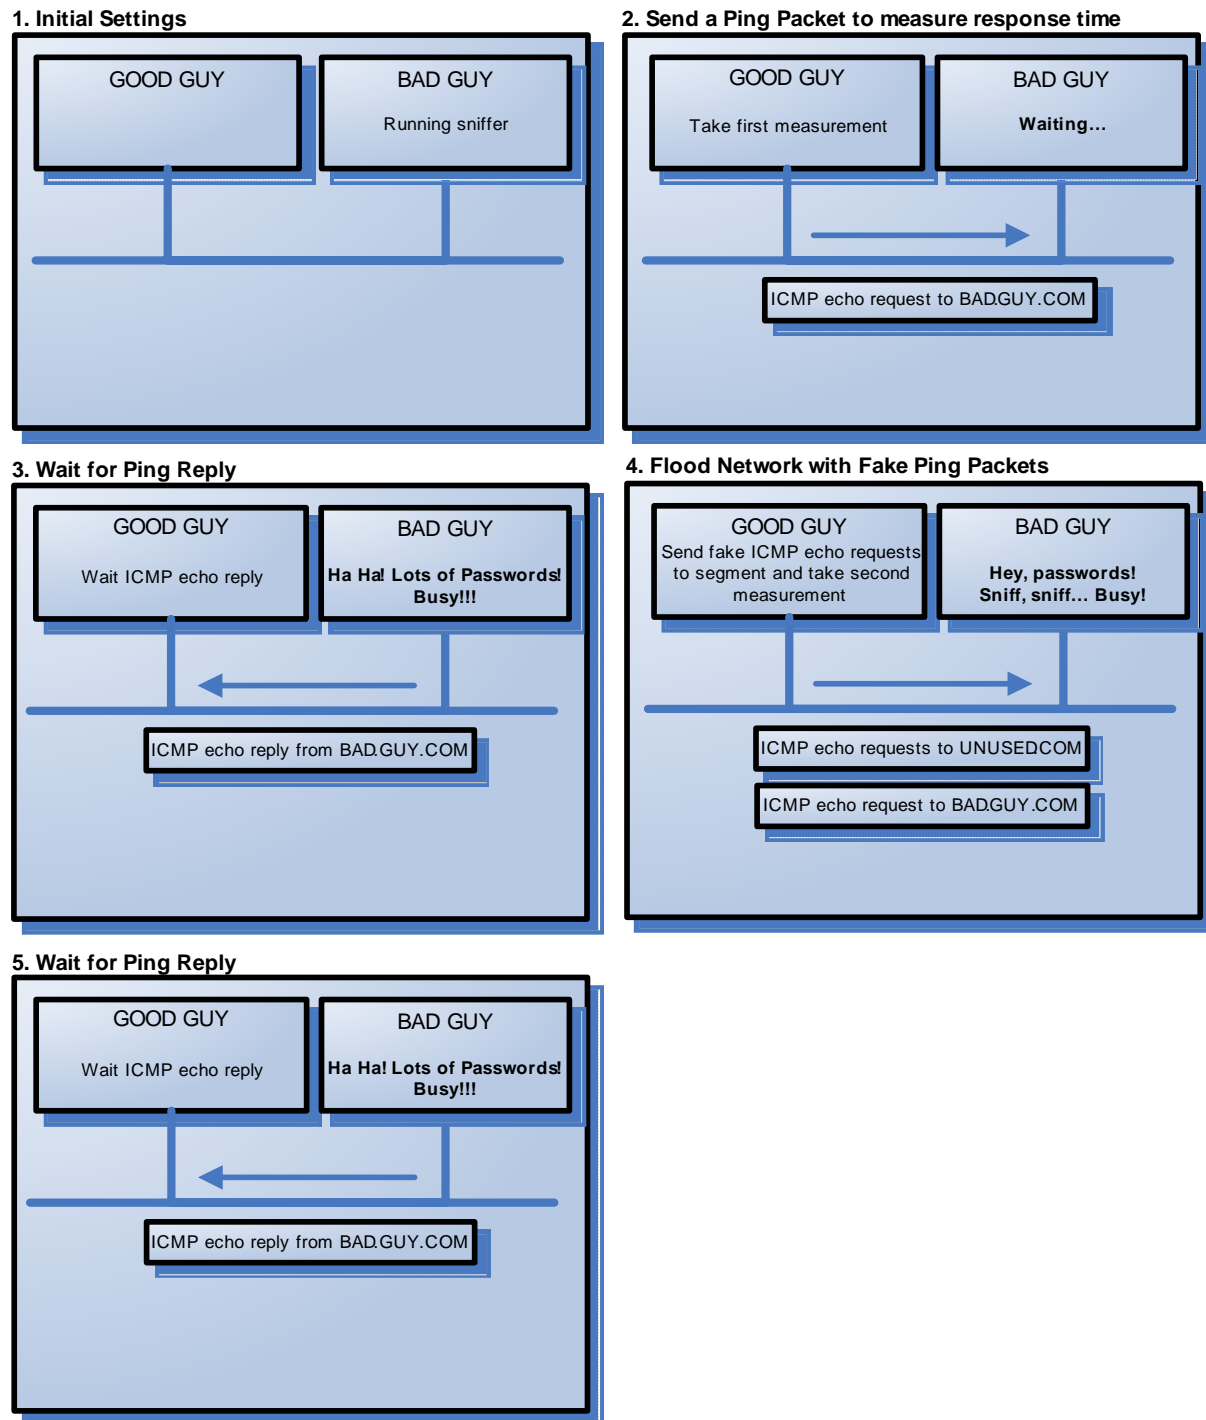 1. Initial Settings
GOOD GUY
BAD GUY
Running sniffer
2. Send a Ping Packet to measure response time
GOOD GUY
Take first measurement
BAD GUY
Waiting...
ICMP echo request to BAD.GUY.COM
3. Wait for Ping Reply
GOOD GUY
Wait ICMP echo reply
BAD GUY
Ha Ha! Lots of Passwords!
Busy!!!
ICMP echo reply from BAD.GUY.COM
4. Flood Network with Fake Ping Packets
GOOD GUY
Send fake ICMP echo requests
to segment and take second
measurement
BAD GUY
Hey, passwords!
Sniff, sniff... Busy!
ICMP echo requests to UNUSEDCOM
ICMP echo request to BAD.GUY.COM
5. Wait for Ping Reply
GOOD GUY
Wait ICMP echo reply
BAD GUY
Ha Ha! Lots of Passwords!
Busy!!!
ICMP echo reply from BAD.GUY.COM